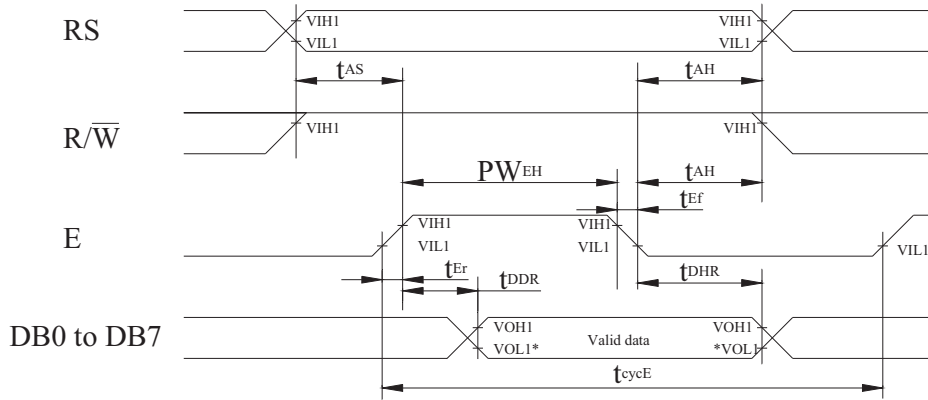 RS
VIH1
VIL1
VIH1
VIL1
tAS
tAH
R/W̅
VIH1
VIH1
PWEH
tAH
tEf
E
VIH1
VIL1
VIH1
VIL1
VIL1
tEr
tDDR
tDHR
DB0 to DB7
VOH1
VOL1*
Valid data
VOH1
*VOL1
tcycE